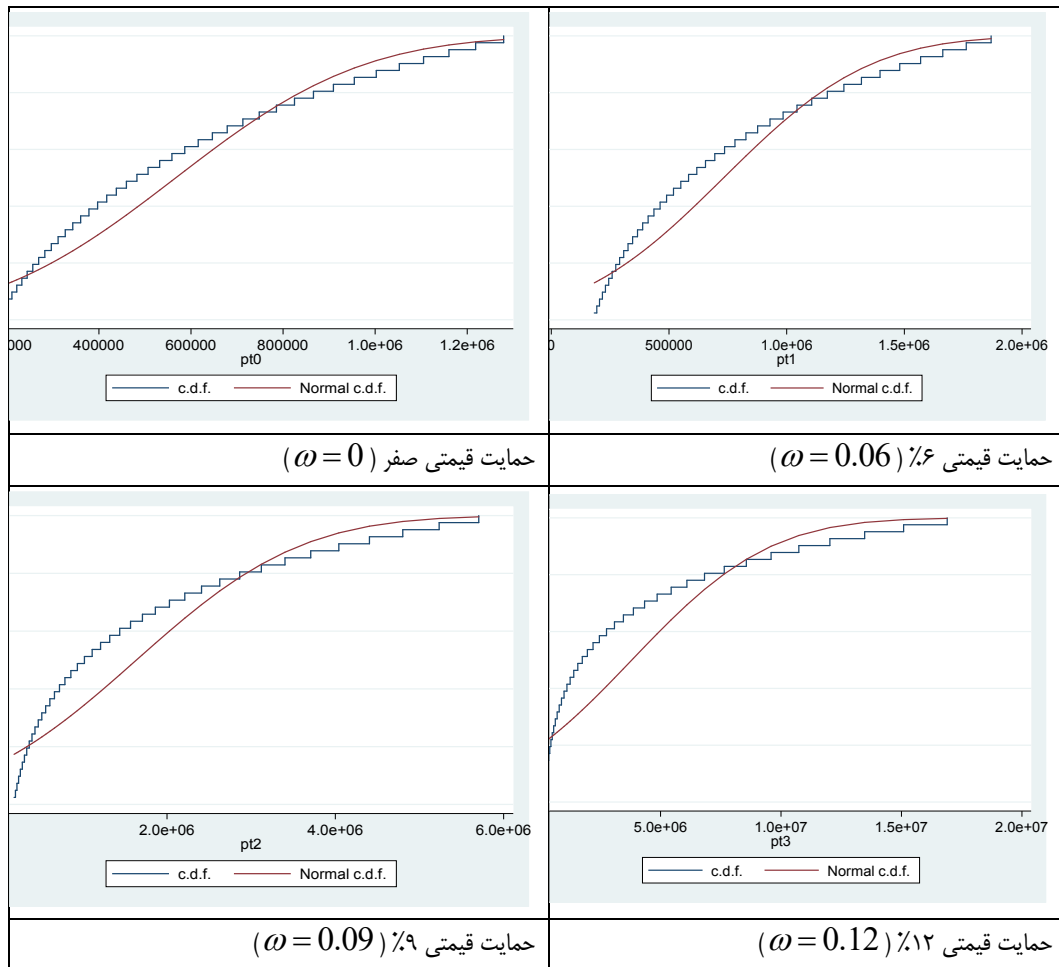 000 400000 600000 800000 1.0e+06 1.2e+06
pt0
c.d.f. Normal c.d.f.
0 500000 1.0e+06 1.5e+06 2.0e+06
pt1
c.d.f. Normal c.d.f.
حمایت قیمتی صفر (ω = 0)
حمایت قیمتی ۶٪ (ω = 0.06)
2.0e+06 4.0e+06 6.0e+06
pt2
c.d.f. Normal c.d.f.
5.0e+06 1.0e+07 1.5e+07 2.0e+07
pt3
c.d.f. Normal c.d.f.
حمایت قیمتی ۹٪ (ω = 0.09)
حمایت قیمتی ۱۲٪ (ω = 0.12)